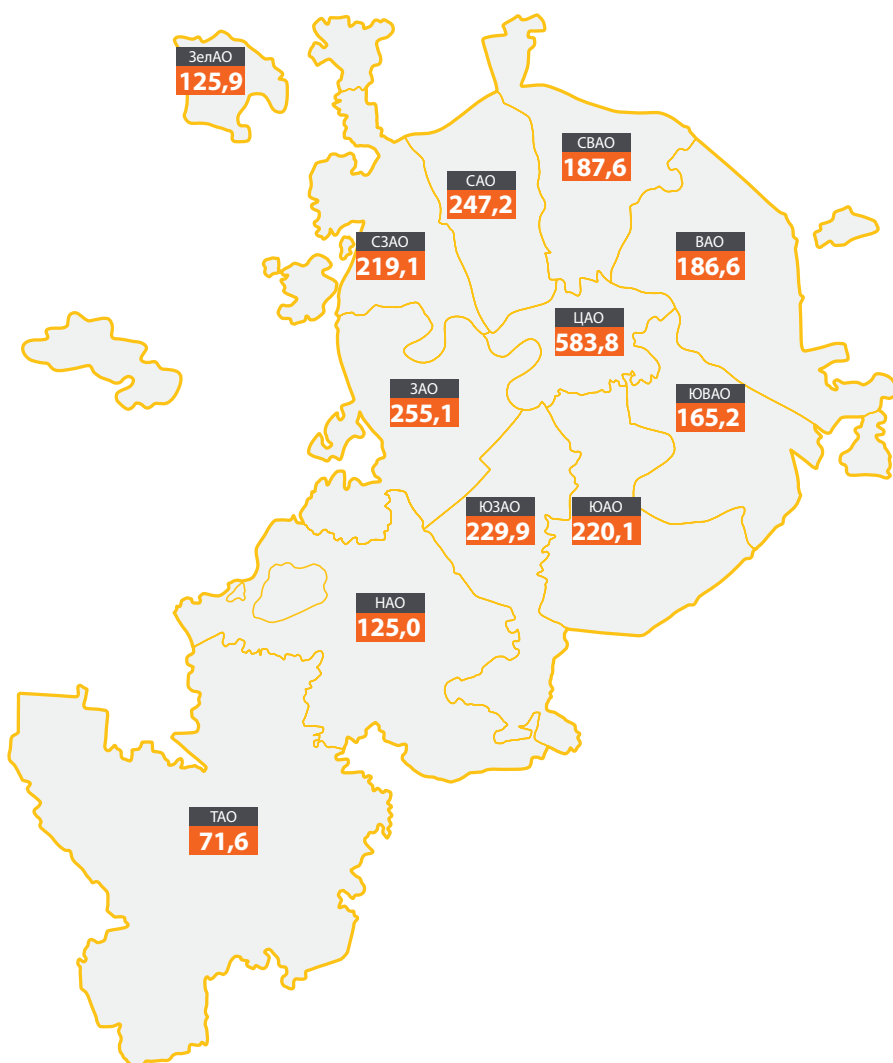 ЗелАО
125,9
СВАО
187,6
САО
247,2
СЗАО
219,1
ВАО
186,6
ЦАО
583,8
ЗАО
255,1
ЮВАО
165,2
ЮЗАО
229,9
ЮАО
220,1
НАО
125,0
ТАО
71,6